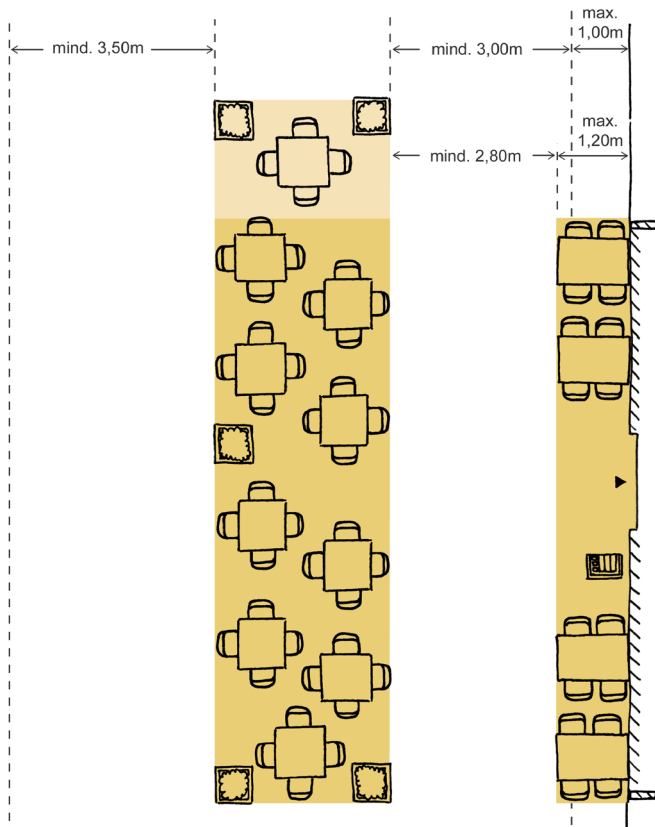 max.
1,00m
mind. 3,50m
mind. 3,00m
max.
1,20m
mind. 2,80m